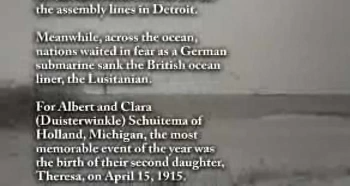 the assembly lines in Detroit.
Meanwhile, across the ocean,
nations waited in fear as a German
submarine sank the British ocean
liner, the Lusitanian.
For Albert and Clara
(Duisterwinkle) Schuitema of
Holland, Michigan, the most
memorable event of the year was
the birth of their second daughter,
Theresa, on April 15, 1915.